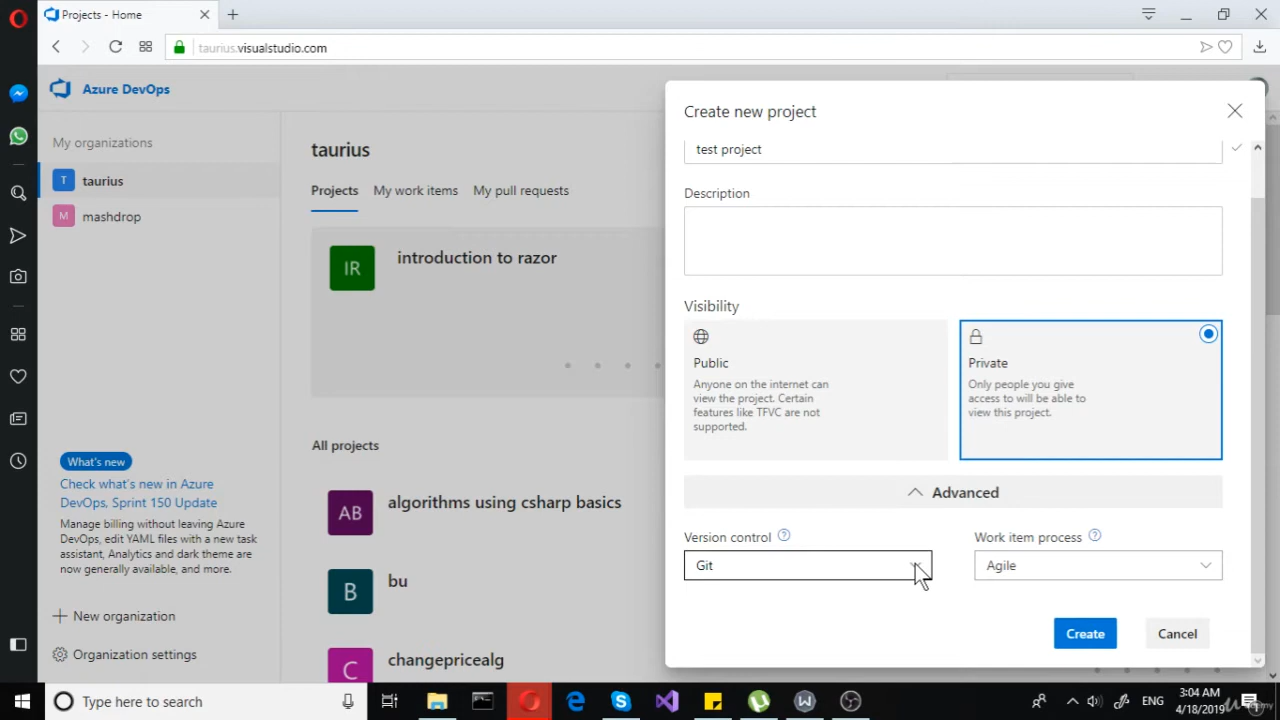 Projects - Home
taurius.visualstudio.com
Azure DevOps
My organizations
T taurius
M mashdrop
What's new
Check what's new in Azure
DevOps, Sprint 150 Update
Manage billing without leaving Azure
DevOps, edit YAML files with a new task
assistant, Analytics and dark theme are
now generally available, and more.
New organization
Organization settings
taurius
Projects My work items My pull requests
IR introduction to razor
All projects
AB algorithms using csharp basics
B bu
C changepricealg
Create new project
test project
Description
Visibility
Public
Anyone on the internet can
view the project. Certain
features like TFVC are not
supported.
Private
Only people you give
access to will be able to
view this project.
Advanced
Version control ?
Git
Work item process ?
Agile
Create Cancel
Type here to search
ENG
3:04 AM
4/18/2019
Udemy